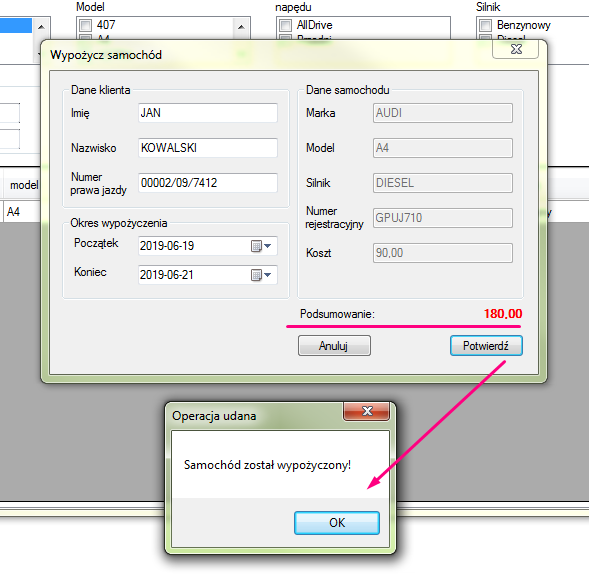 Model
napędu
Silnik
407
AllDrive
Benzynowy
Wypożycz samochód
Dane klienta
Dane samochodu
Imię
JAN
Marka
AUDI
Nazwisko
KOWALSKI
Model
A4
Numer
prawa jazdy
00002/09/7412
Silnik
DIESEL
model
A4
Okres wypożyczenia
Numer
rejestracyjny
GPUJ710
Początek
2019-06-19
Koniec
2019-06-21
Koszt
90,00
Podsumowanie:
180,00
Anuluj
Potwierdź
Operacja udana
Samochód został wypożyczony!
OK